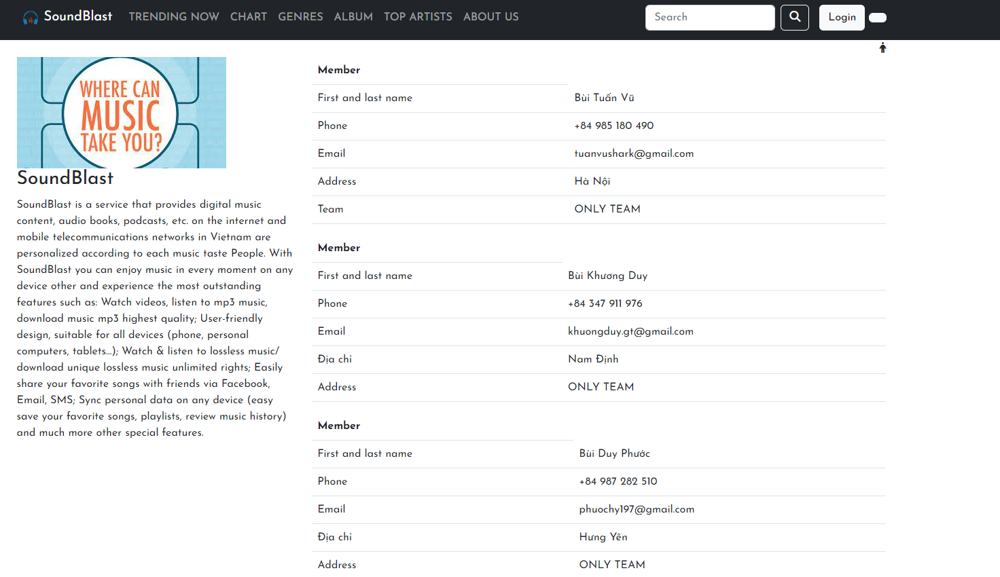 SoundBlast TRENDING NOW CHART GENRES ALBUM TOP ARTISTS ABOUT US Search Login
WHERE CAN
MUSIC
TAKE YOU?
SoundBlast
SoundBlast is a service that provides digital music
content, audio books, podcasts, etc. on the internet and
mobile telecommunications networks in Vietnam are
personalized according to each music taste People. With
SoundBlast you can enjoy music in every moment on any
device other and experience the most outstanding
features such as: Watch videos, listen to mp3 music,
download music mp3 highest quality; User-friendly
design, suitable for all devices (phone, personal
computers, tablets...); Watch & listen to lossless music/
download unique lossless music unlimited rights; Easily
share your favorite songs with friends via Facebook,
Email, SMS; Sync personal data on any device (easy
save your favorite songs, playlists, review music history)
and much more other special features.
Member
First and last name Bùi Tuấn Vũ
Phone +84 985 180 490
Email tuanvushark@gmail.com
Address Hà Nội
Team ONLY TEAM
Member
First and last name Bùi Khương Duy
Phone +84 347 911 976
Email khuongduy.gt@gmail.com
Địa chỉ Nam Định
Address ONLY TEAM
Member
First and last name Bùi Duy Phước
Phone +84 987 282 510
Email phuochy197@gmail.com
Địa chỉ Hưng Yên
Address ONLY TEAM